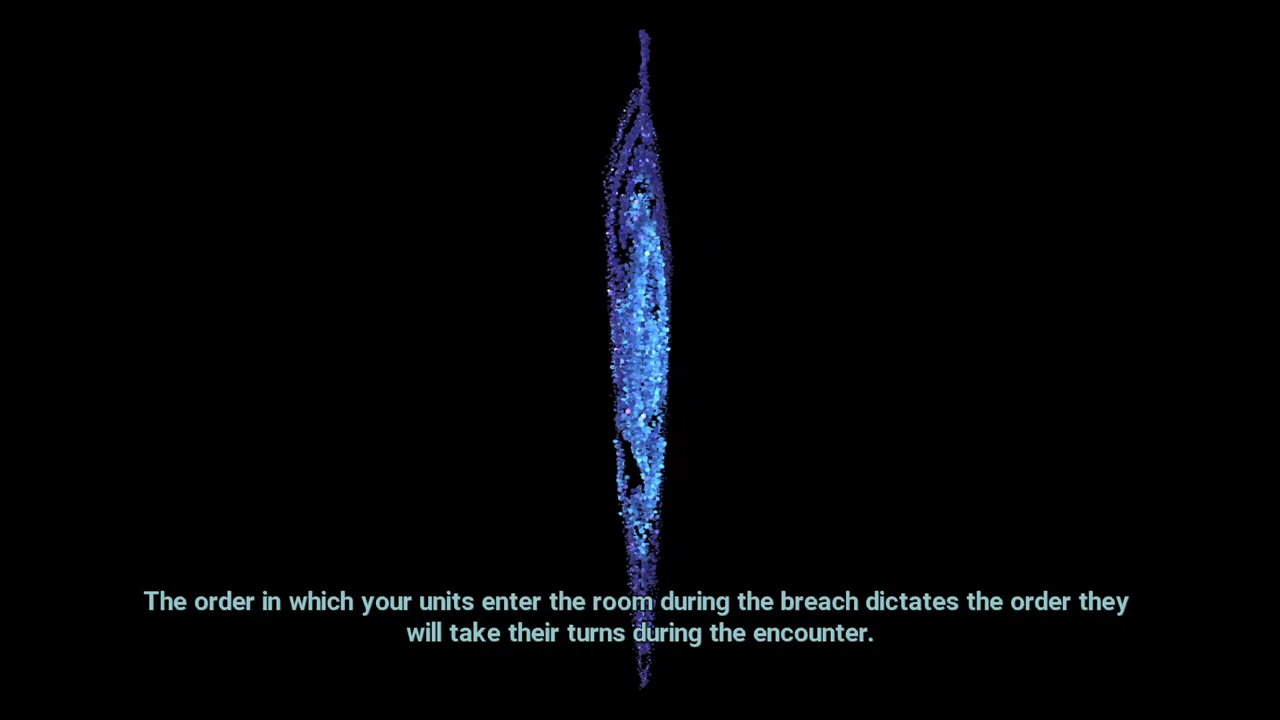 The order in which your units enter the room during the breach dictates the order they
will take their turns during the encounter.